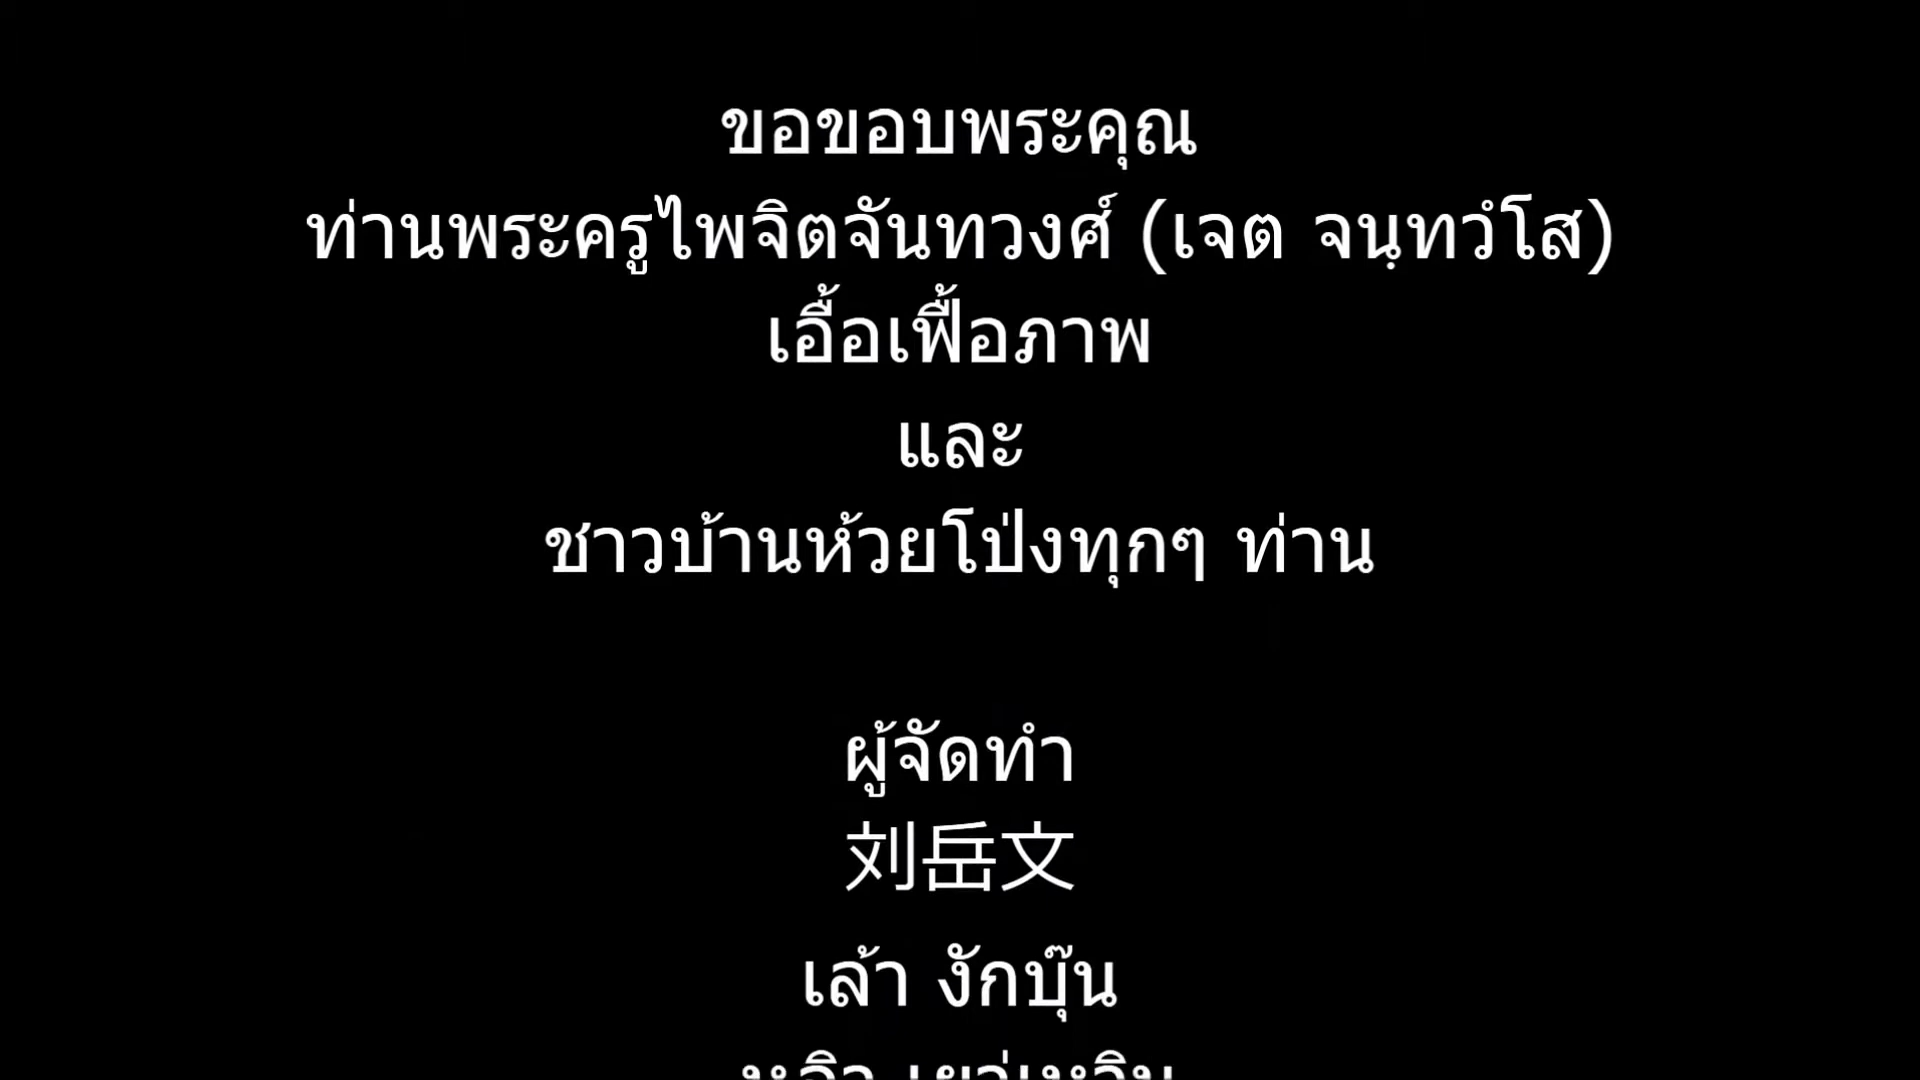 ขอขอบพระคุณ
ท่านพระครูไพจิตจันทวงศ์ (เจต จนฺทวํโส)
เอื้อเฟื้อภาพ
และ
ชาวบ้านห้วยโป่งทุกๆ ท่าน
ผู้จัดทำ
刘岳文
เล้า งักบุ๊น